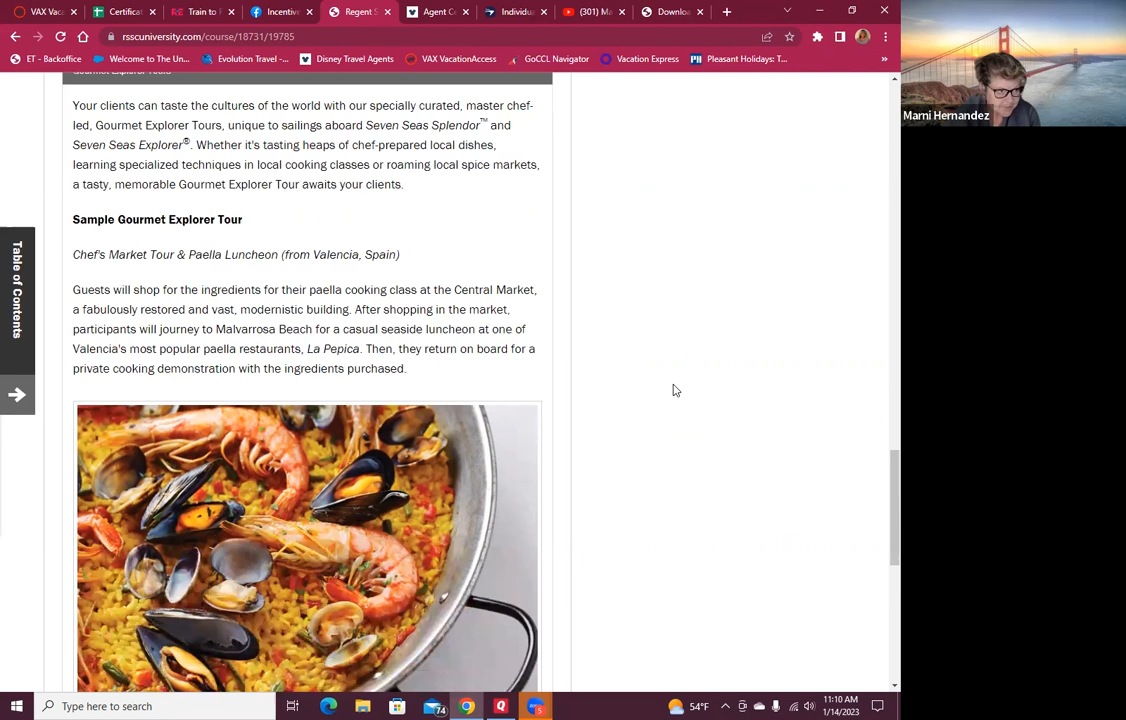 VAX Vac
Certificat
Train to
Incentive
Regent S
Agent C
Individua
(301) Ma
Downloa
rsscuniversity.com/course/18731/19785
ET - Backoffice
Welcome to the Wo...
Evolution Travel -...
Disney Travel Agents
VAX VacationAccess
GoCCL Navigator
Vacation Express
Pleasant Holidays: T...
»
Your clients can taste the cultures of the world with our specially curated, master chef-
led, Gourmet Explorer Tours, unique to sailings aboard Seven Seas Splendor™ and
Seven Seas Explorer®. Whether it's tasting heaps of chef-prepared local dishes,
learning specialized techniques in local cooking classes or roaming local spice markets,
a tasty, memorable Gourmet Explorer Tour awaits your clients.
Sample Gourmet Explorer Tour
Chef's Market Tour & Paella Luncheon (from Valencia, Spain)
Guests will shop for the ingredients for their paella cooking class at the Central Market,
a fabulously restored and vast, modernistic building. After shopping in the market,
participants will journey to Malvarrosa Beach for a casual seaside luncheon at one of
Valencia's most popular paella restaurants, La Pepica. Then, they return on board for a
private cooking demonstration with the ingredients purchased.
Table of Contents
Marni Hernandez
Type here to search
74
5
54°F
11:10 AM
1/14/2023